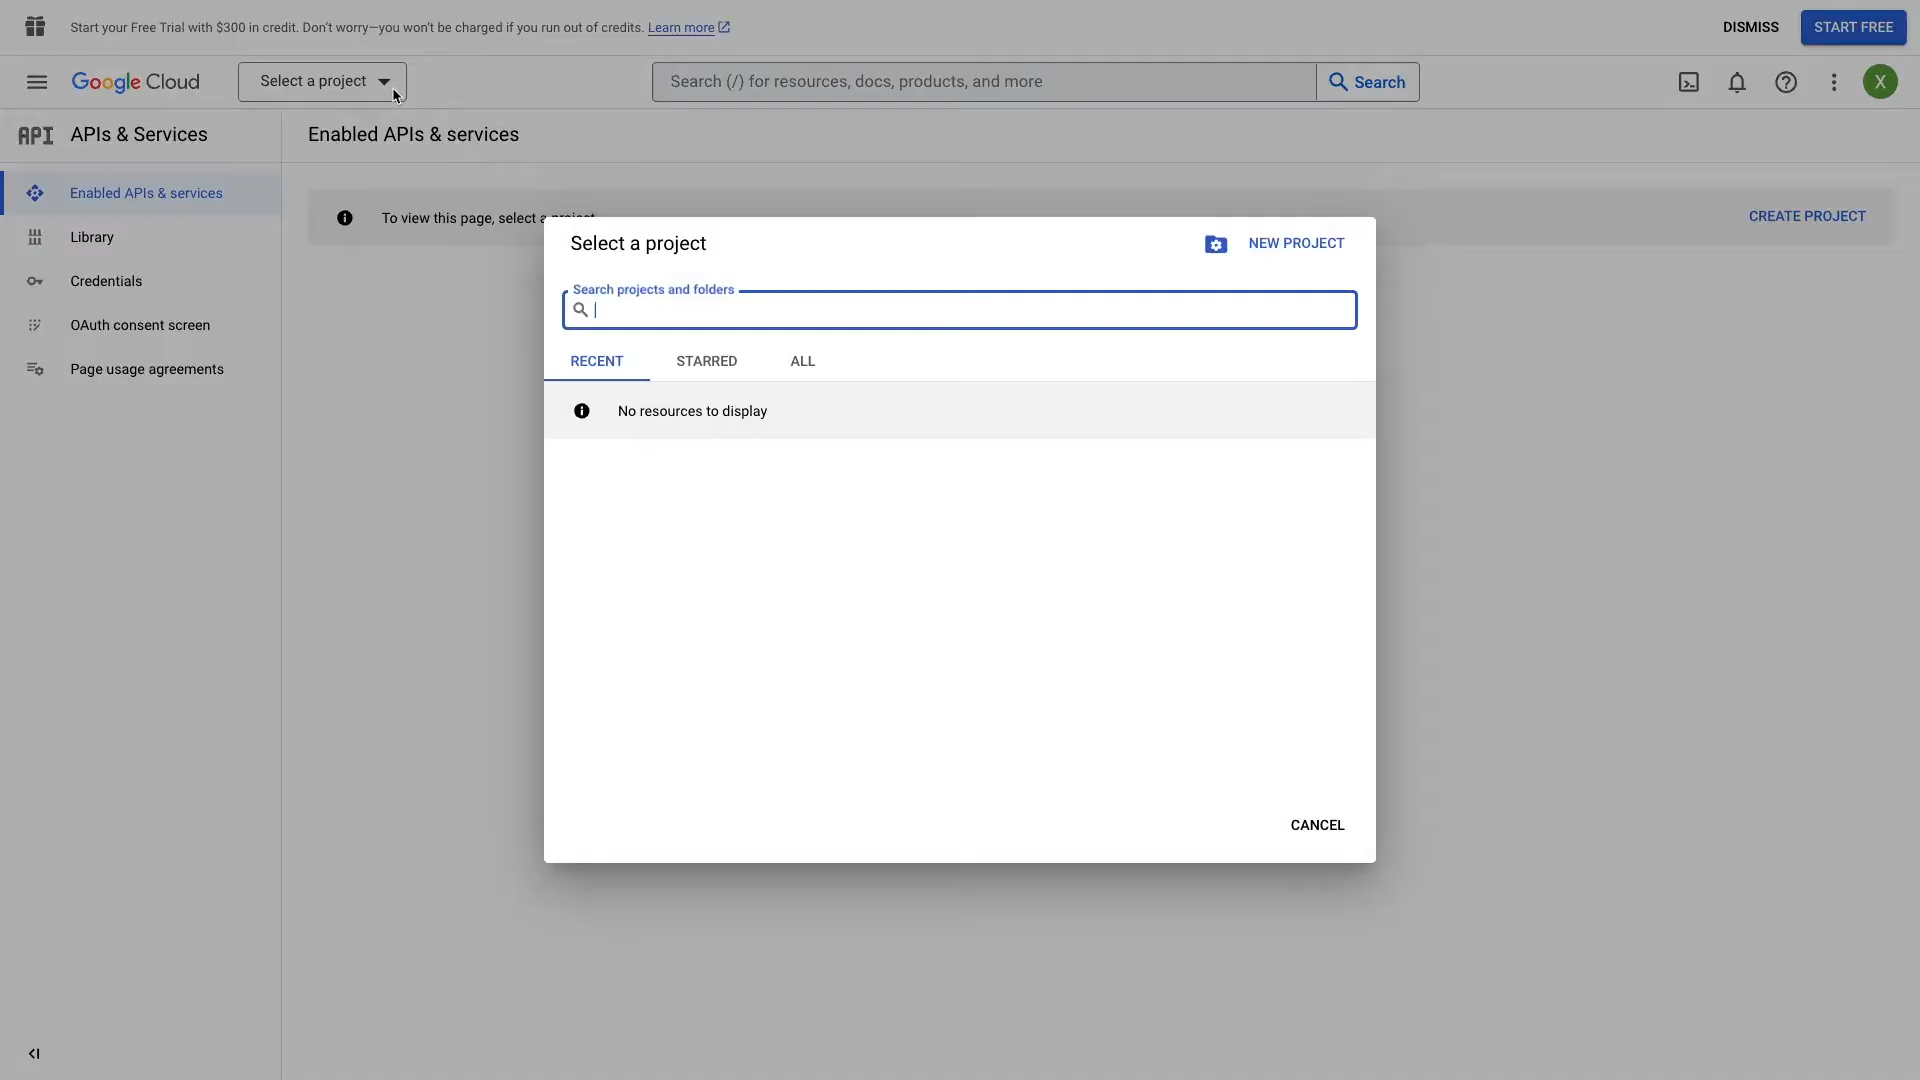 Start your Free Trial with $300 in credit. Don't worry—you won't be charged if you run out of credits. Learn more
DISMISS
START FREE
Google Cloud
Select a project
Search (/) for resources, docs, products, and more
Search
X
API
APIs & Services
Enabled APIs & services
Enabled APIs & services
Library
Credentials
OAuth consent screen
Page usage agreements
To view this page, select a project.
CREATE PROJECT
Select a project
NEW PROJECT
Search projects and folders
RECENT
STARRED
ALL
No resources to display
CANCEL